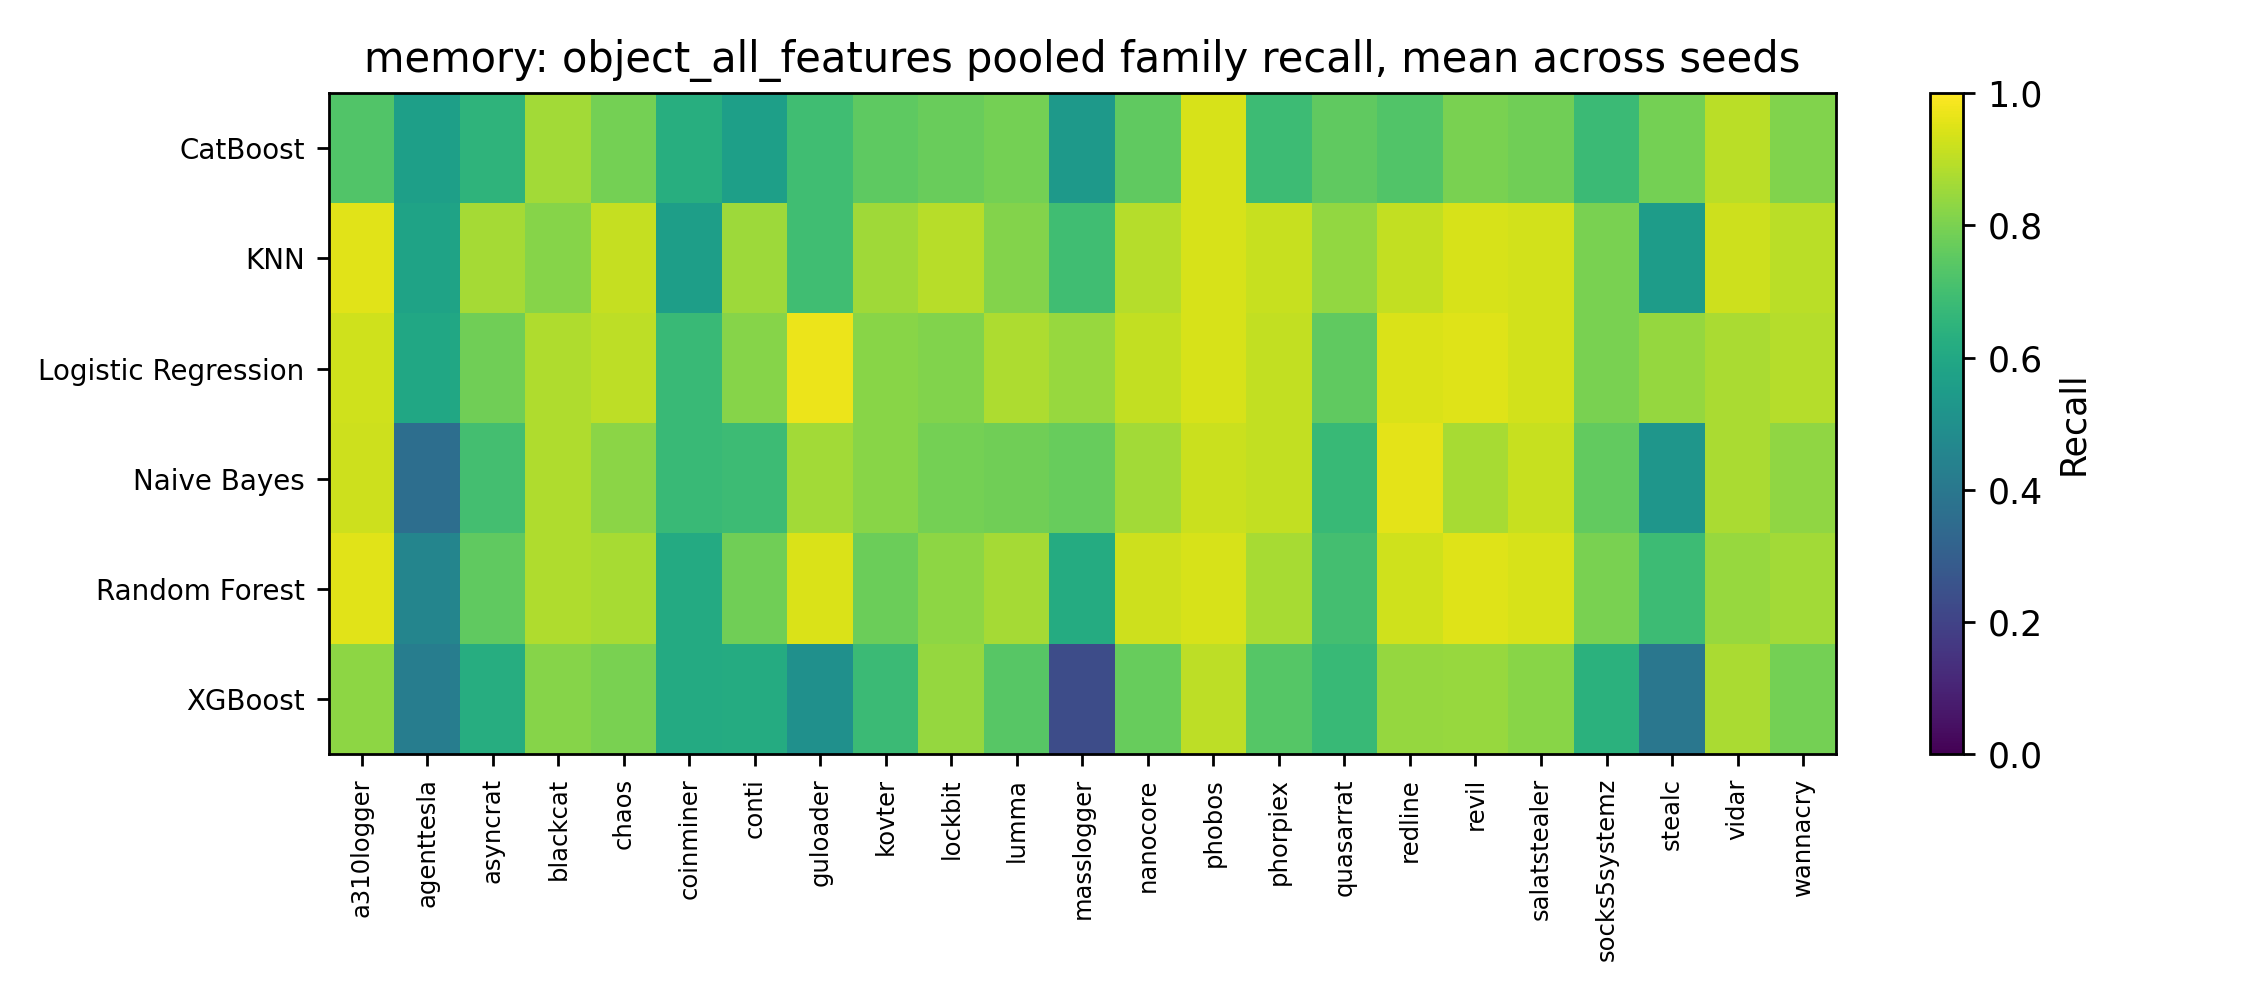 memory: object_all_features pooled family recall, mean across seeds
CatBoost
KNN
Logistic Regression
Naive Bayes
Random Forest
XGBoost
a310logger
agenttesla
asyncrat
blackcat
chaos
coinminer
conti
guloader
kovter
lockbit
lumma
masslogger
nanocore
phobos
phorpiex
quasarrat
redline
revil
salatstealer
socks5systemz
stealc
vidar
wannacry
1.0
0.8
0.6
0.4
0.2
0.0
Recall